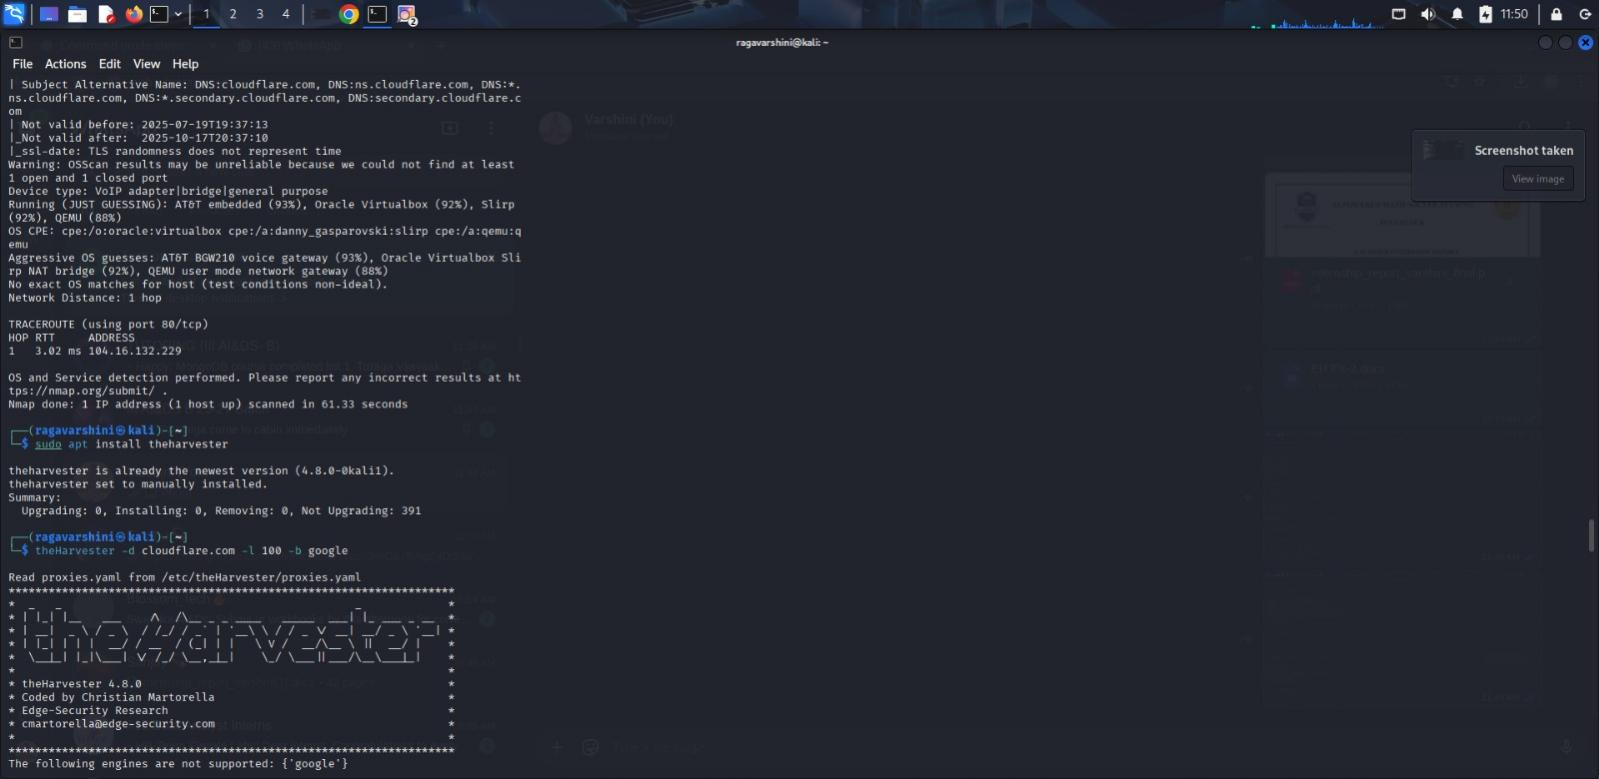 1 2 3 4
2
11:50
ragavarshini@kali: ~
File Actions Edit View Help
| Subject Alternative Name: DNS:cloudflare.com, DNS:ns.cloudflare.com, DNS:*.
ns.cloudflare.com, DNS:*.secondary.cloudflare.com, DNS:secondary.cloudflare.c
om
| Not valid before: 2025-07-19T19:37:13
|_Not valid after:  2025-10-17T20:37:10
|_ssl-date: TLS randomness does not represent time
Warning: OSScan results may be unreliable because we could not find at least
1 open and 1 closed port
Device type: VoIP adapter|bridge|general purpose
Running (JUST GUESSING): AT&T embedded (93%), Oracle Virtualbox (92%), Slirp
(92%), QEMU (88%)
OS CPE: cpe:/o:oracle:virtualbox cpe:/a:danny_gasparovski:slirp cpe:/a:qemu:q
emu
Aggressive OS guesses: AT&T BGW210 voice gateway (93%), Oracle Virtualbox Sli
rp NAT bridge (92%), QEMU user mode network gateway (88%)
No exact OS matches for host (test conditions non-ideal).
Network Distance: 1 hop
TRACEROUTE (using port 80/tcp)
HOP RTT     ADDRESS
1   3.02 ms 104.16.132.229
OS and Service detection performed. Please report any incorrect results at ht
tps://nmap.org/submit/ .
Nmap done: 1 IP address (1 host up) scanned in 61.33 seconds
┌──(ragavarshini㉿kali)-[~]
└─$ sudo apt install theharvester
theharvester is already the newest version (4.8.0-0kali1).
theharvester set to manually installed.
Summary:
  Upgrading: 0, Installing: 0, Removing: 0, Not Upgrading: 391
┌──(ragavarshini㉿kali)-[~]
└─$ theHarvester -d cloudflare.com -l 100 -b google
Read proxies.yaml from /etc/theHarvester/proxies.yaml
*******************************************************************
theHarvester
* theHarvester 4.8.0 *
* Coded by Christian Martorella *
* Edge-Security Research *
* cmartorella@edge-security.com *
* *
*******************************************************************
The following engines are not supported: {'google'}
Varshini (You)
Screenshot taken
View image